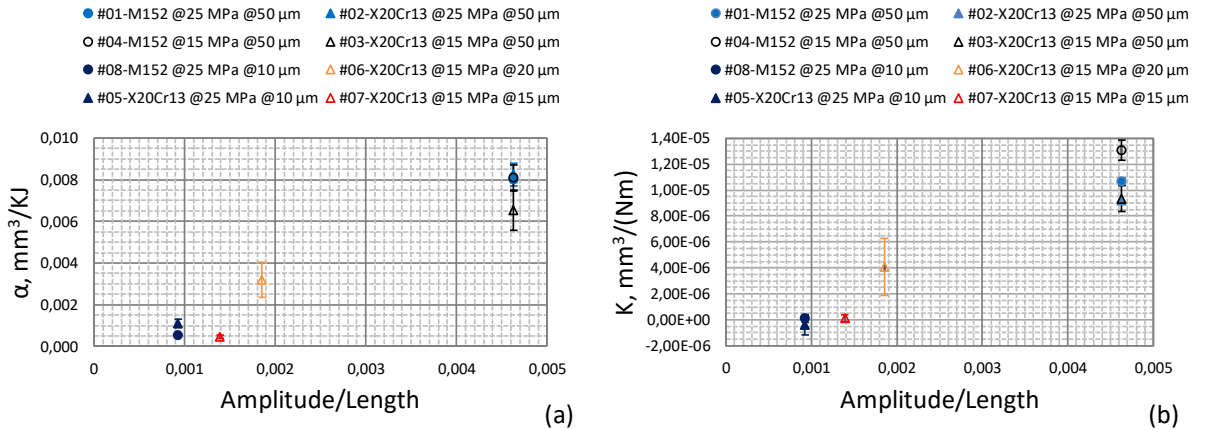 #01-M152 @25 MPa @50 µm
#02-X20Cr13 @25 MPa @50 µm
#04-M152 @15 MPa @50 µm
#03-X20Cr13 @15 MPa @50 µm
#08-M152 @25 MPa @10 µm
#06-X20Cr13 @15 MPa @20 µm
#05-X20Cr13 @25 MPa @10 µm
#07-X20Cr13 @15 MPa @15 µm
0,010
0,008
0,006
0,004
0,002
0,000
α, mm³/KJ
0 0,001 0,002 0,003 0,004 0,005
Amplitude/Length
(a)
#01-M152 @25 MPa @50 µm
#02-X20Cr13 @25 MPa @50 µm
#04-M152 @15 MPa @50 µm
#03-X20Cr13 @15 MPa @50 µm
#08-M152 @25 MPa @10 µm
#06-X20Cr13 @15 MPa @20 µm
#05-X20Cr13 @25 MPa @10 µm
#07-X20Cr13 @15 MPa @15 µm
1,40E-05
1,20E-05
1,00E-05
8,00E-06
6,00E-06
4,00E-06
2,00E-06
0,00E+00
-2,00E-06
K, mm³/(Nm)
0 0,001 0,002 0,003 0,004 0,005
Amplitude/Length
(b)